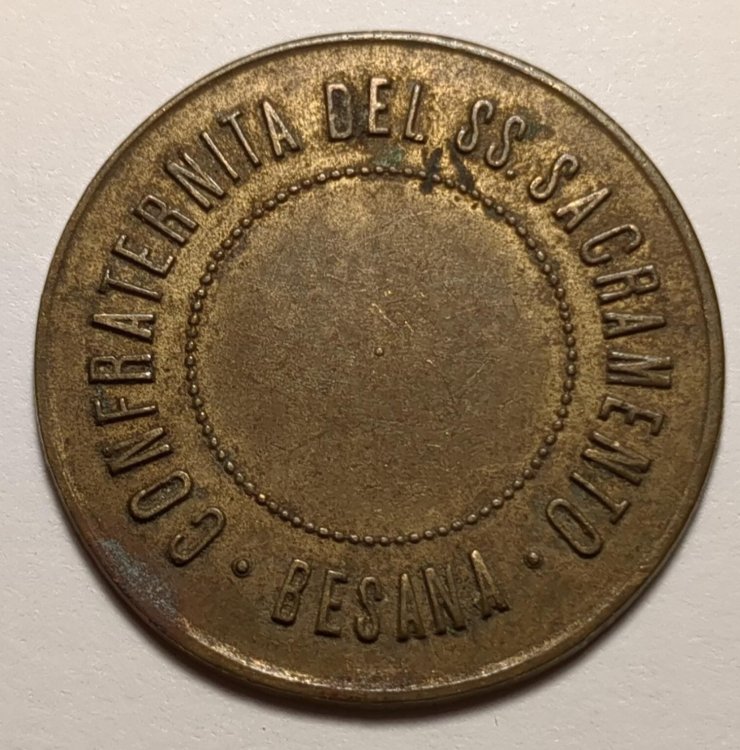 CONFRATERNITA DEL SS. SACRAMENTO
• BESANA •